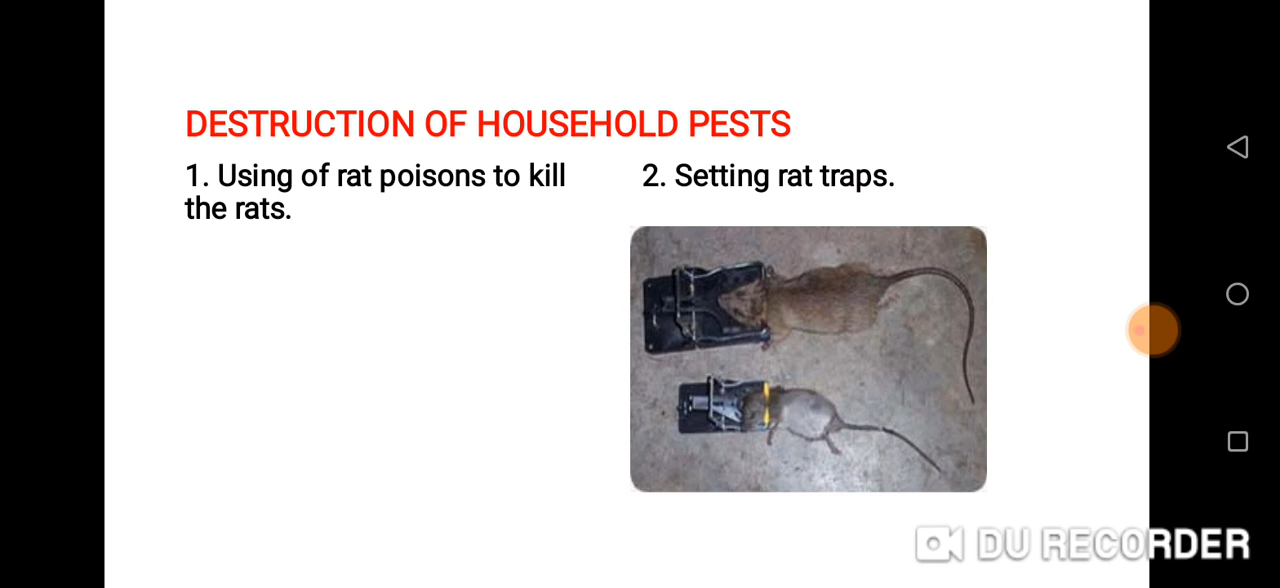 DESTRUCTION OF HOUSEHOLD PESTS
1. Using of rat poisons to kill
the rats.
2. Setting rat traps.
DU RECORDER